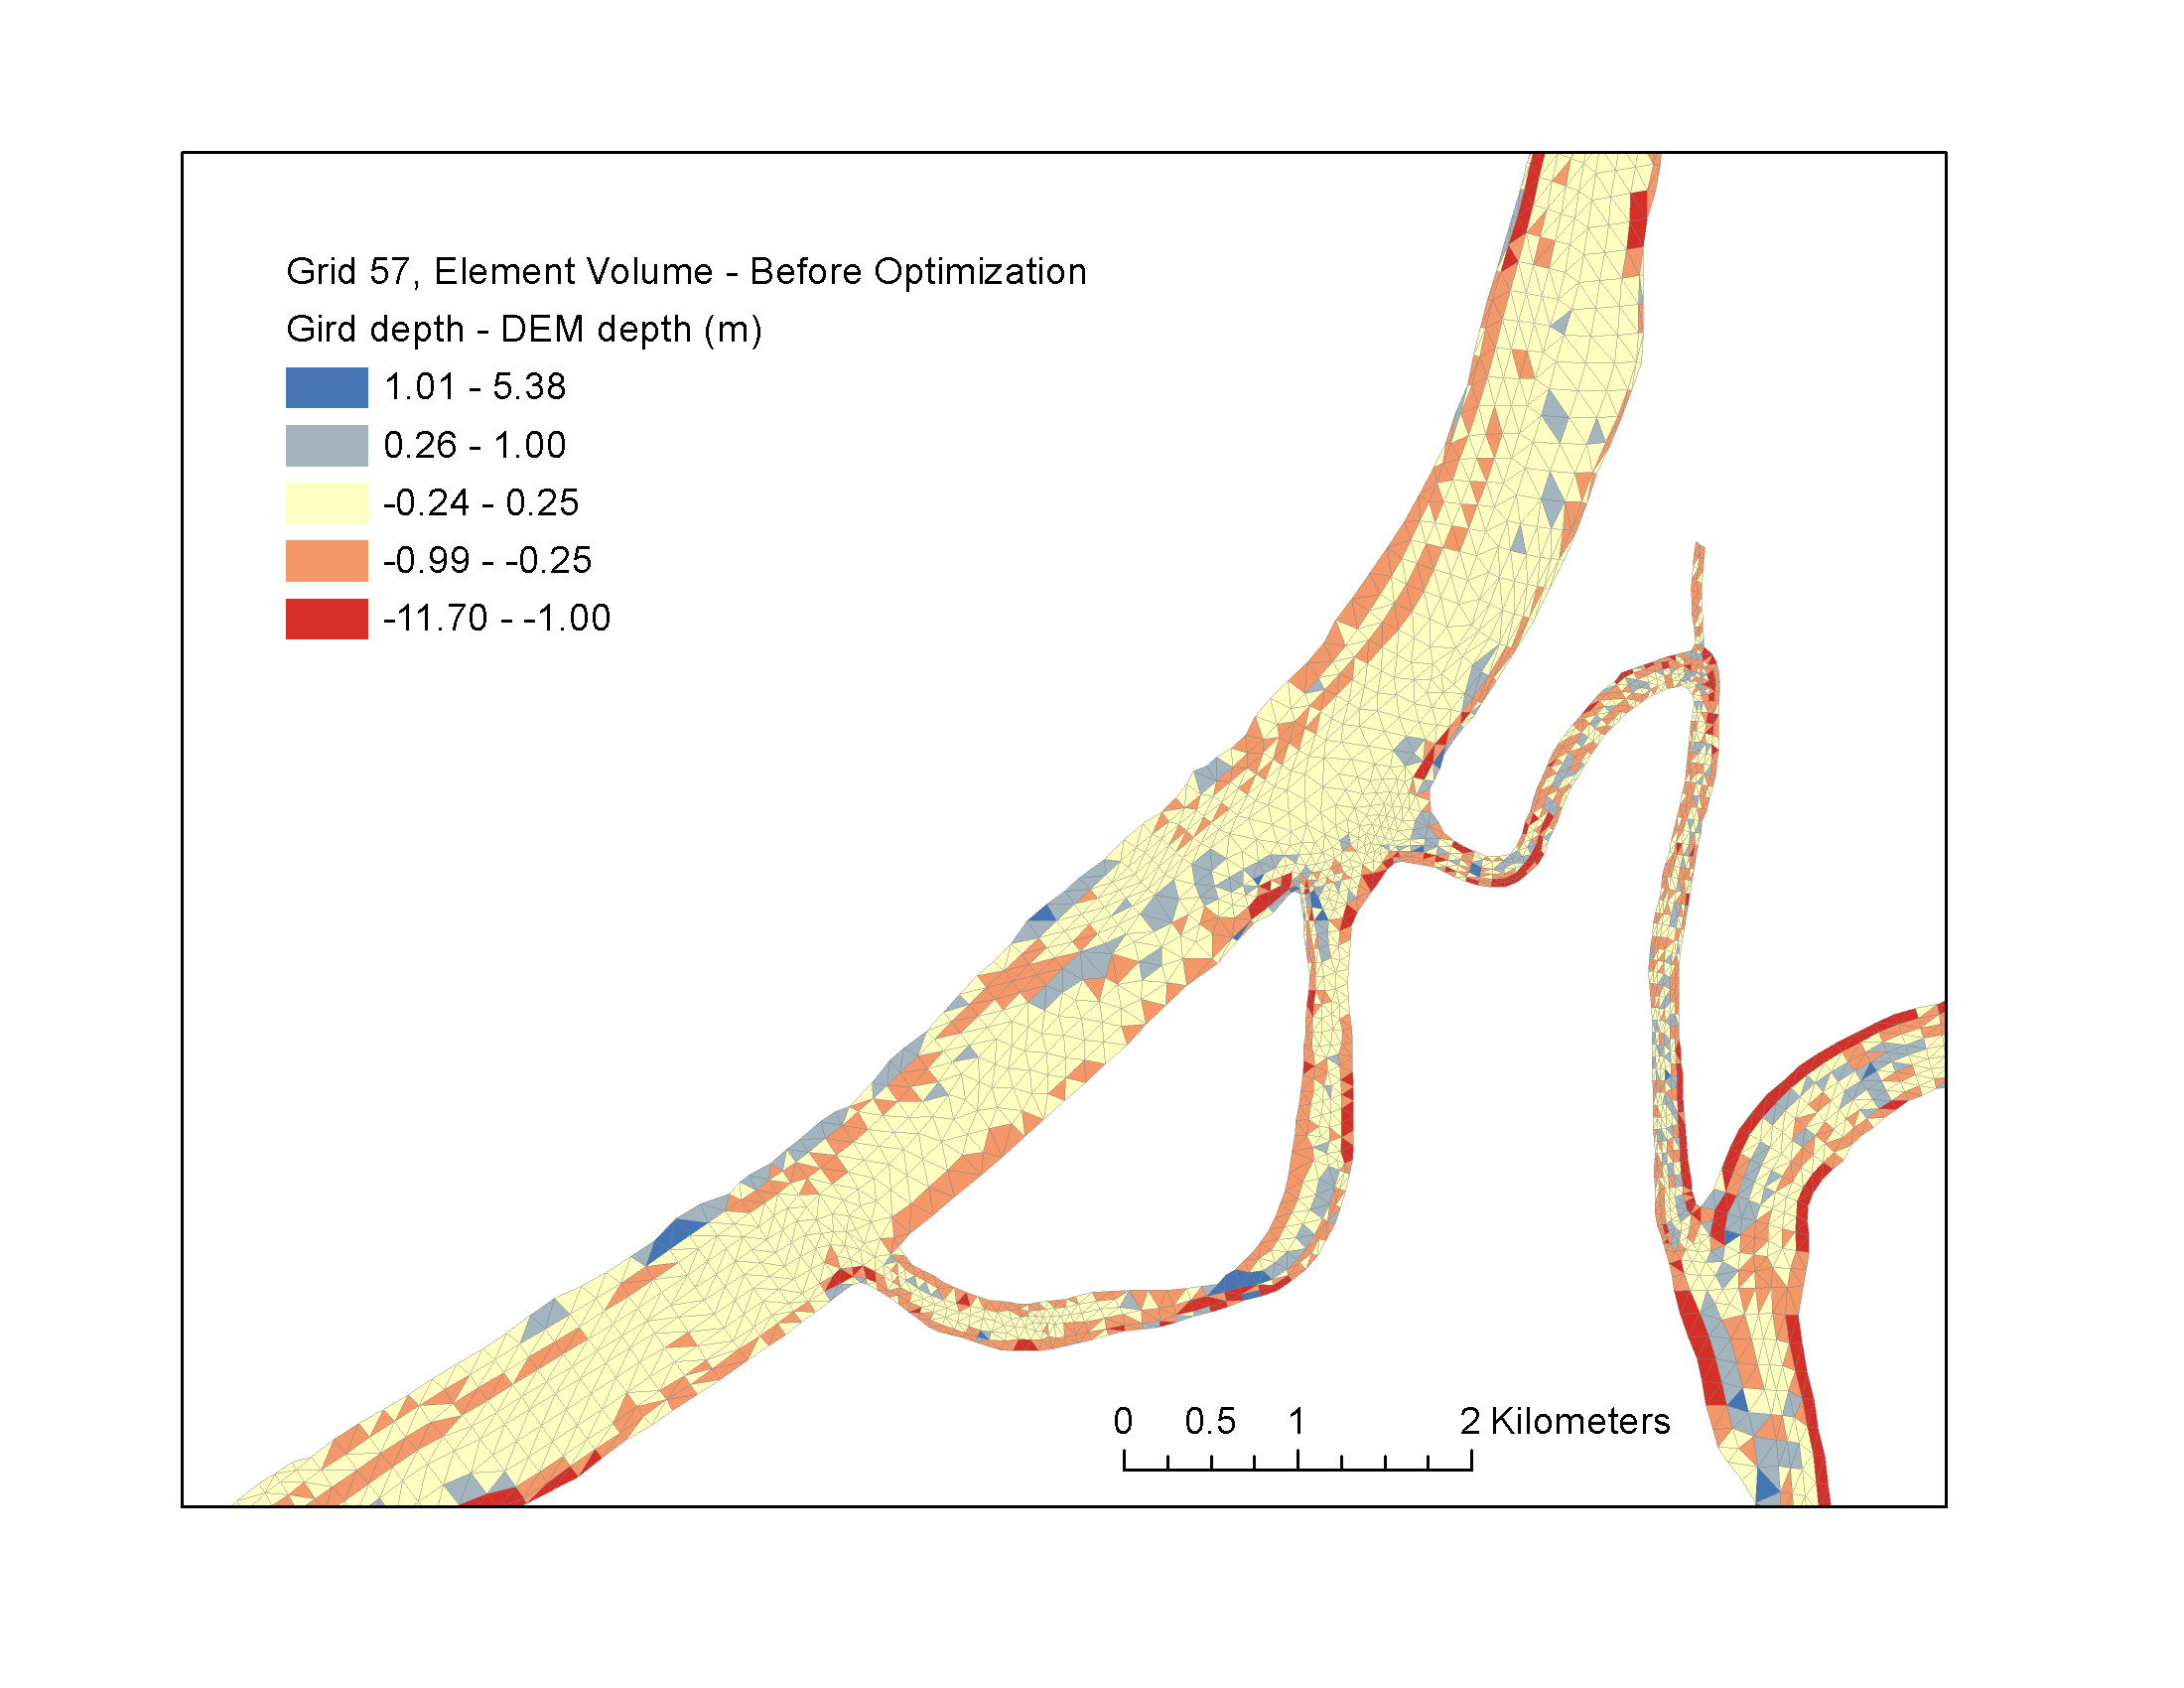 Grid 57, Element Volume - Before Optimization
Gird depth - DEM depth (m)
1.01 - 5.38
0.26 - 1.00
-0.24 - 0.25
-0.99 - -0.25
-11.70 - -1.00
0 0.5 1 2 Kilometers